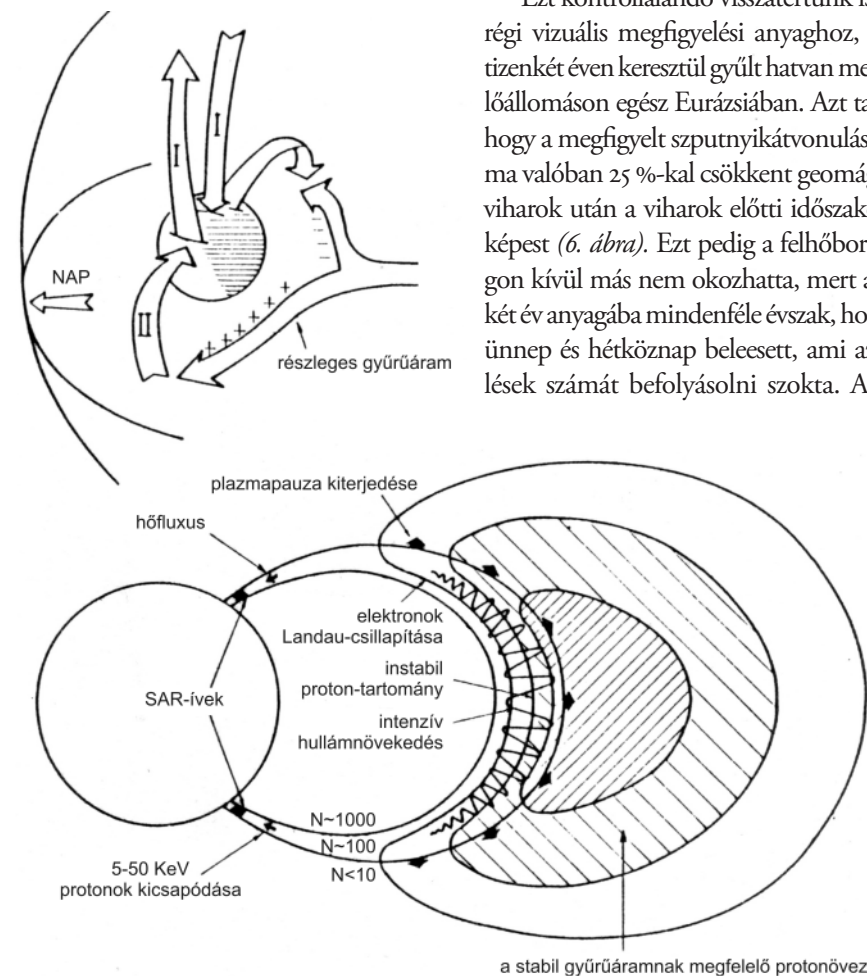 Ezt kontrollálandó visszatértünk is
régi vizuális megfigyelési anyaghoz,
tizenkét éven keresztül gyűlt hatvan me
lőállomáson egész Eurázsiában. Azt ta
hogy a megfigyelt szputnyikátvonulás
ma valóban 25 %-kal csökkent geomág
viharok után a viharok előtti időszak
képest (6. ábra). Ezt pedig a felhőbor
gon kívül más nem okozhatta, mert a
két év anyagába mindenféle évszak, ho
ünnep és hétköznap beleesett, ami az
lések számát befolyásolni szokta. A
I
I
NAP
II
részleges gyűrűáram
plazmapauza kiterjedése
hőfluxus
elektronok
Landau-csillapítása
instabil
proton-tartomány
SAR-ívek
intenzív
hullámnövekedés
N~1000
N~100
N<10
5-50 KeV
protonok kicsapódása
a stabil gyűrűáramnak megfelelő protonövez